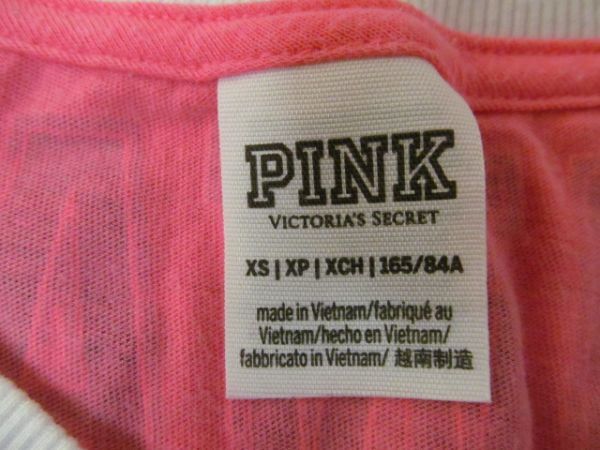 PINK
VICTORIA'S SECRET
XS | XP | XCH | 165/84A
made in Vietnam/fabriqué au
Vietnam/hecho en Vietnam/
fabbricato in Vietnam/ 越南制造